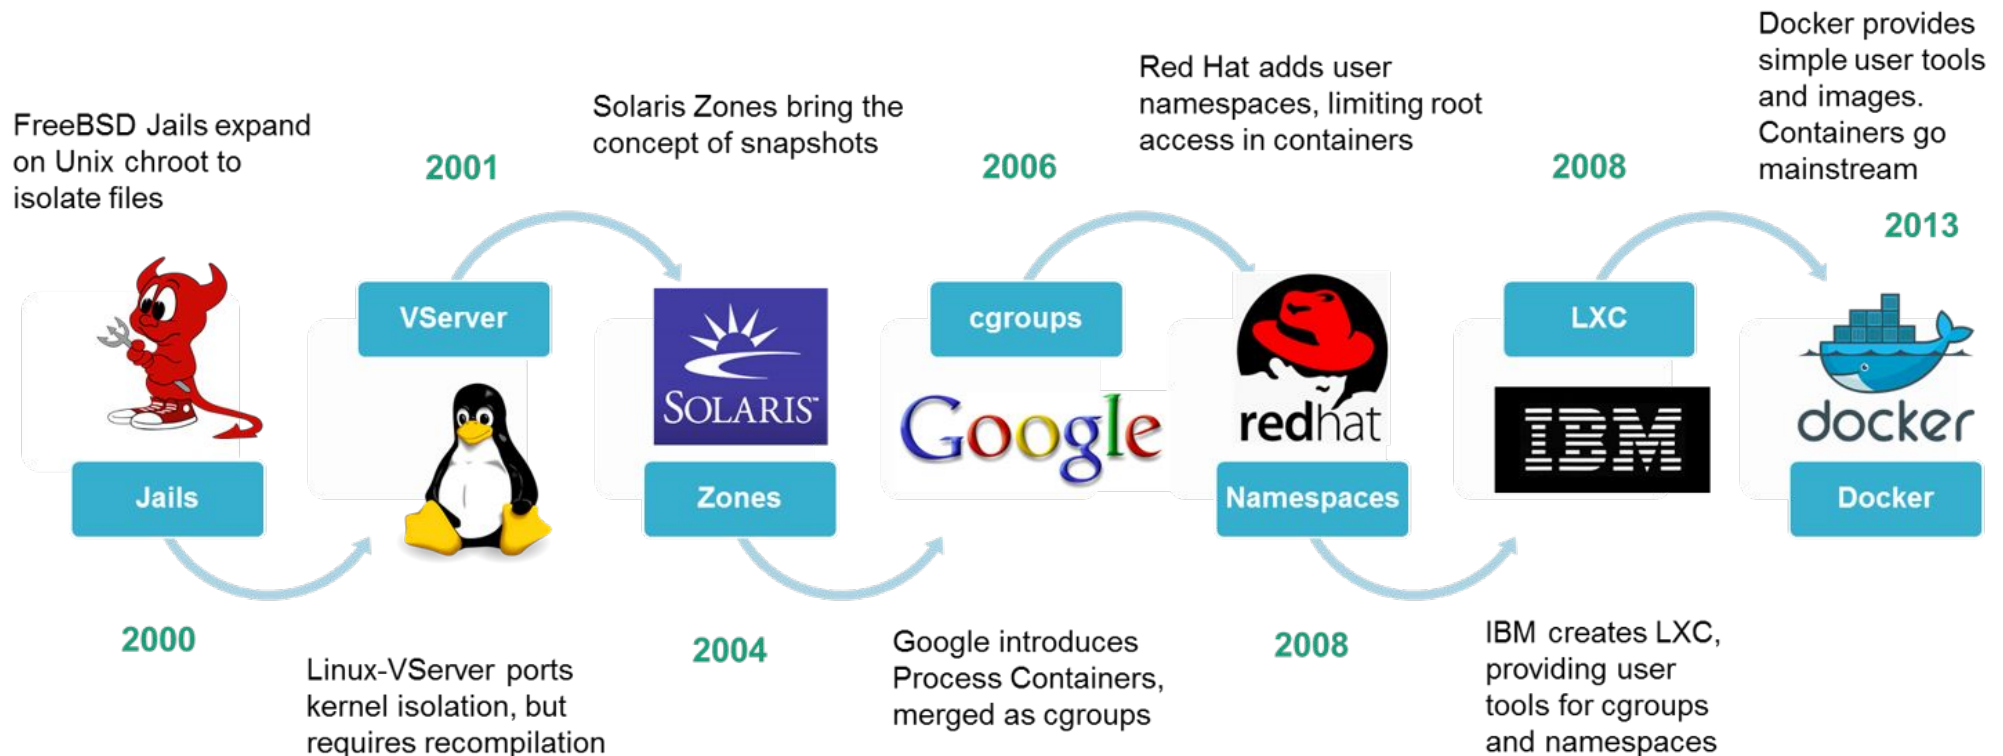 FreeBSD Jails expand
on Unix chroot to
isolate files
Jails
2000
2001
VServer
Linux-VServer ports
kernel isolation, but
requires recompilation
Solaris Zones bring the
concept of snapshots
SOLARIS™
Zones
2004
2006
cgroups
Google
Google introduces
Process Containers,
merged as cgroups
Red Hat adds user
namespaces, limiting root
access in containers
redhat
Namespaces
2008
2008
LXC
IBM
IBM creates LXC,
providing user
tools for cgroups
and namespaces
Docker provides
simple user tools
and images.
Containers go
mainstream
2013
docker
Docker